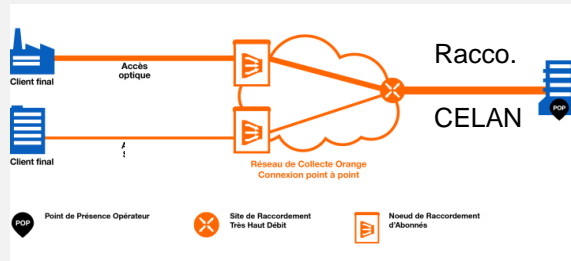 Racco.
Accès
optique
Client final
POP
CELAN
Client final
Réseau de Collecte Orange
Connexion point à point
POP
Point de Présence Opérateur
Site de Raccordement
Très Haut Débit
Noeud de Raccordement
d'Abonnés